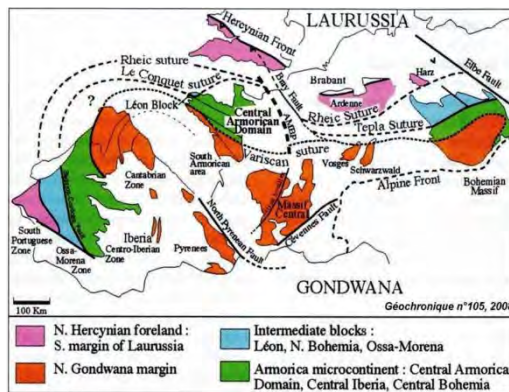 LAURUSSIA
Hercynian Front
Bray Fault
Elbe Fault
Harz
Brabant
Ardenne
Rheic suture
Le Conquet suture
?
Léon Block
Central
Armorican
Domain
AMBP
Rheic Suture
Tepla Suture
Variscan suture
South
Armorican
area
Vosges
Schwarzwald
Alpine Front
Bohemian
Massif
Cantabrian
Zone
Massif
Central
Cévennes Fault
North Pyrenean Fault
Pyrenees
Iberia
Centro-Iberian
Zone
South
Portuguese
Zone
Ossa-
Morena
Zone
GONDWANA
100 Km
Géochronique n°105, 2008
N. Hercynian foreland :
S. margin of Laurussia
N. Gondwana margin
Intermediate blocks :
Léon, N. Bohemia, Ossa-Morena
Armorica microcontinent : Central Armorica
Domain, Central Iberia, Central Bohemia